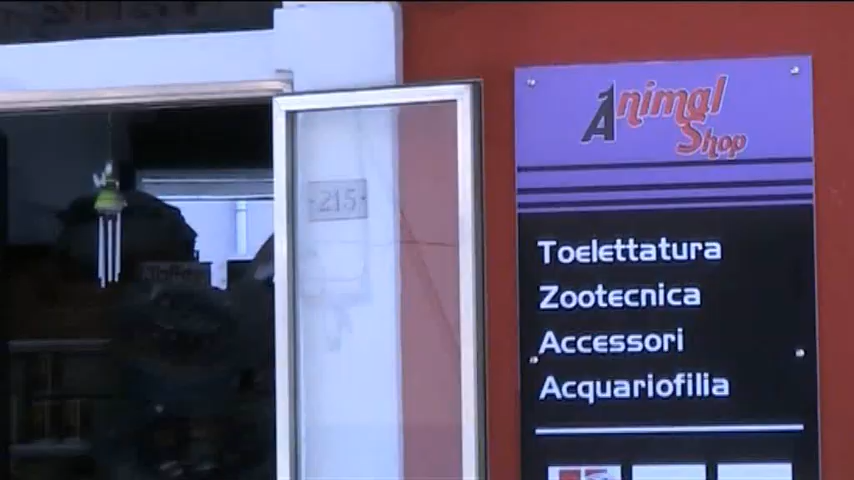 Animal
Shop
215
Toelettatura
Zootecnica
Accessori
Acquariofilia